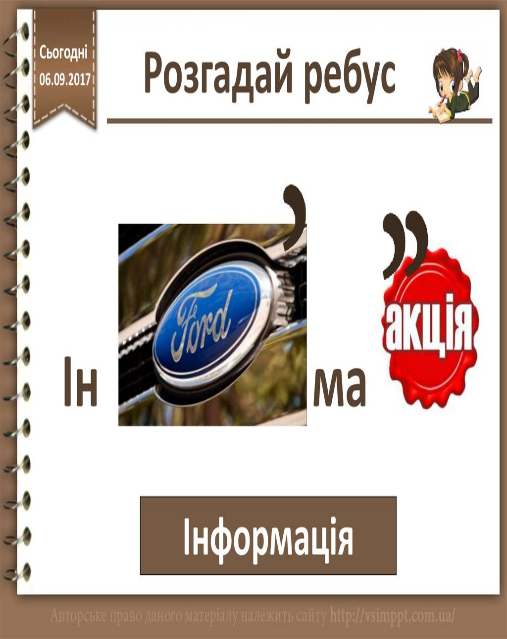 Сьогодні
06.09.2017
Розгадай ребус
,
,,
Ford
акція
Ін
ма
Інформація
Авторське право даного матеріалу належить сайту http://vsimppt.com.ua/